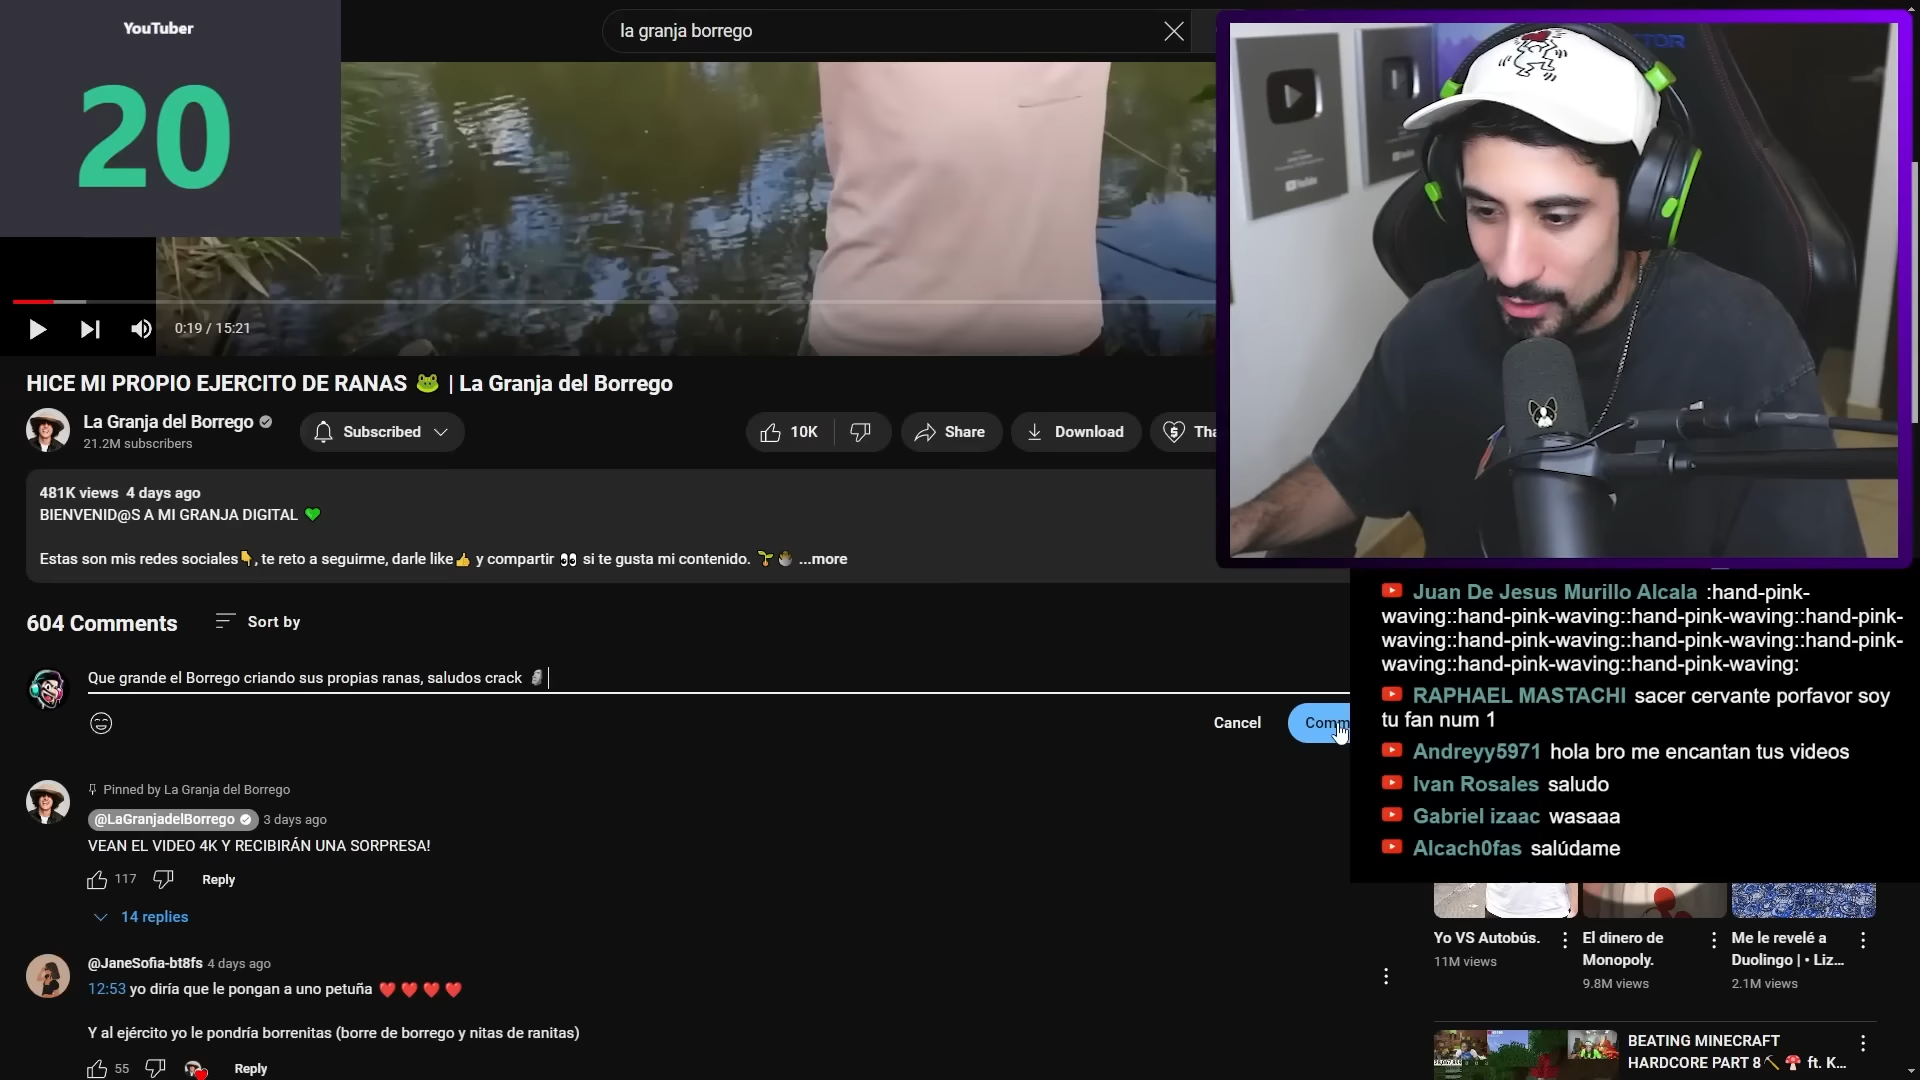 YouTuber
20
la granja borrego
YouTube
0:19 / 15:21
HICE MI PROPIO EJERCITO DE RANAS 🐸 | La Granja del Borrego
La Granja del Borrego
21.2M subscribers
Subscribed
10K
Share
Download
Tha
481K views 4 days ago
BIENVENID@S A MI GRANJA DIGITAL 💚
Estas son mis redes sociales👇, te reto a seguirme, darle like👍 y compartir 👀 si te gusta mi contenido. 🌱 ...more
604 Comments
Sort by
Que grande el Borrego criando sus propias ranas, saludos crack 🗿
Cancel
Comm
Pinned by La Granja del Borrego
@LaGranjadelBorrego 3 days ago
VEAN EL VIDEO 4K Y RECIBIRÁN UNA SORPRESA!
117
Reply
14 replies
@JaneSofia-bt8fs 4 days ago
12:53 yo diría que le pongan a uno petuña ❤️❤️❤️❤️
Y al ejército yo le pondría borrenitas (borre de borrego y nitas de ranitas)
55
Reply
Juan De Jesus Murillo Alcala :hand-pink-
waving::hand-pink-waving::hand-pink-waving::hand-pink-
waving::hand-pink-waving::hand-pink-waving::hand-pink-
waving::hand-pink-waving::hand-pink-waving:
RAPHAEL MASTACHI sacer cervante porfavor soy
tu fan num 1
Andreyy5971 hola bro me encantan tus videos
Ivan Rosales saludo
Gabriel izaac wasaaa
Alcach0fas salúdame
Yo VS Autobús.
11M views
El dinero de
Monopoly.
9.8M views
Me le revelé a
Duolingo | • Liz...
2.1M views
BEATING MINECRAFT
HARDCORE PART 8⛏️ 🍄 ft. K...